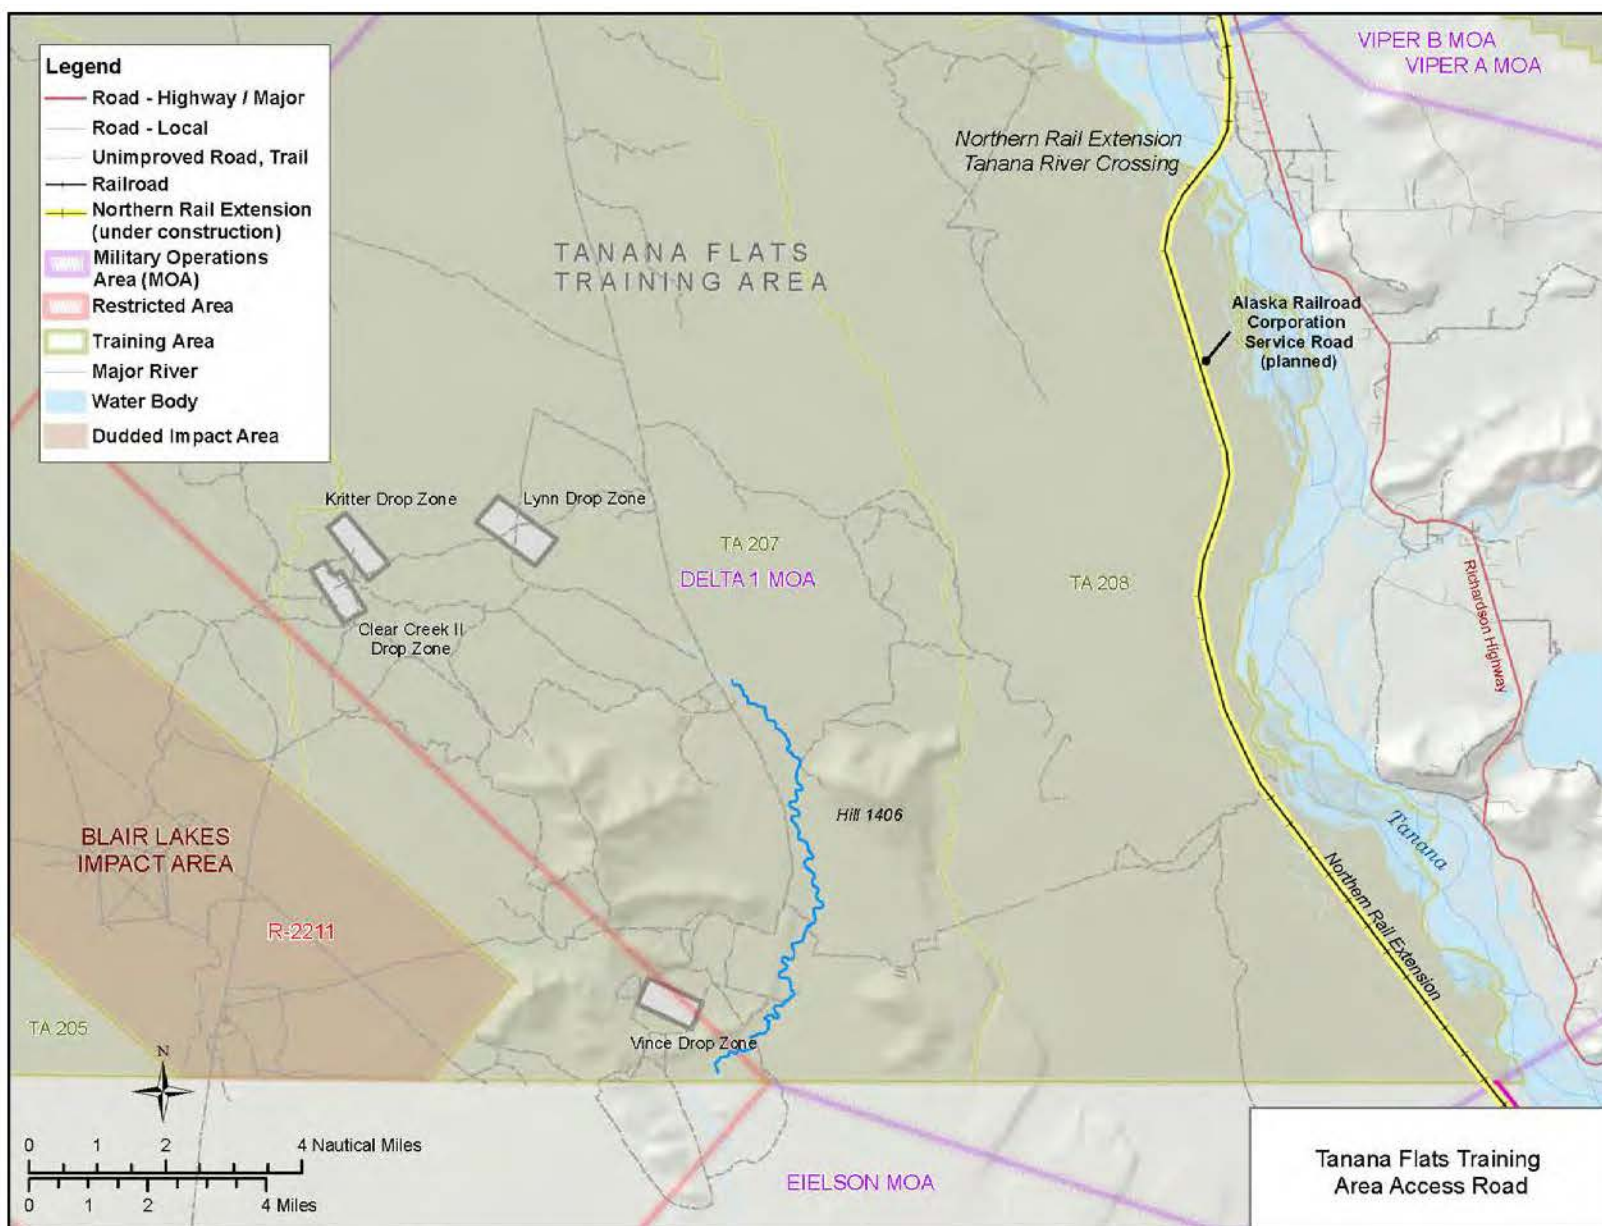 Legend
Road - Highway / Major
Road - Local
Unimproved Road, Trail
Railroad
Northern Rail Extension
(under construction)
Military Operations
Area (MOA)
Restricted Area
Training Area
Major River
Water Body
Dudded Impact Area
VIPER B MOA
VIPER A MOA
Northern Rail Extension
Tanana River Crossing
TANANA FLATS
TRAINING AREA
Alaska Railroad
Corporation
Service Road
(planned)
Kritter Drop Zone
Lynn Drop Zone
TA 207
DELTA 1 MOA
TA 208
Richardson Highway
Clear Creek II
Drop Zone
Hill 1406
Tanana
BLAIR LAKES
IMPACT AREA
R-2211
Northern Rail Extension
TA 205
Vince Drop Zone
N
0 1 2 4 Nautical Miles
0 1 2 4 Miles
EIELSON MOA
Tanana Flats Training
Area Access Road